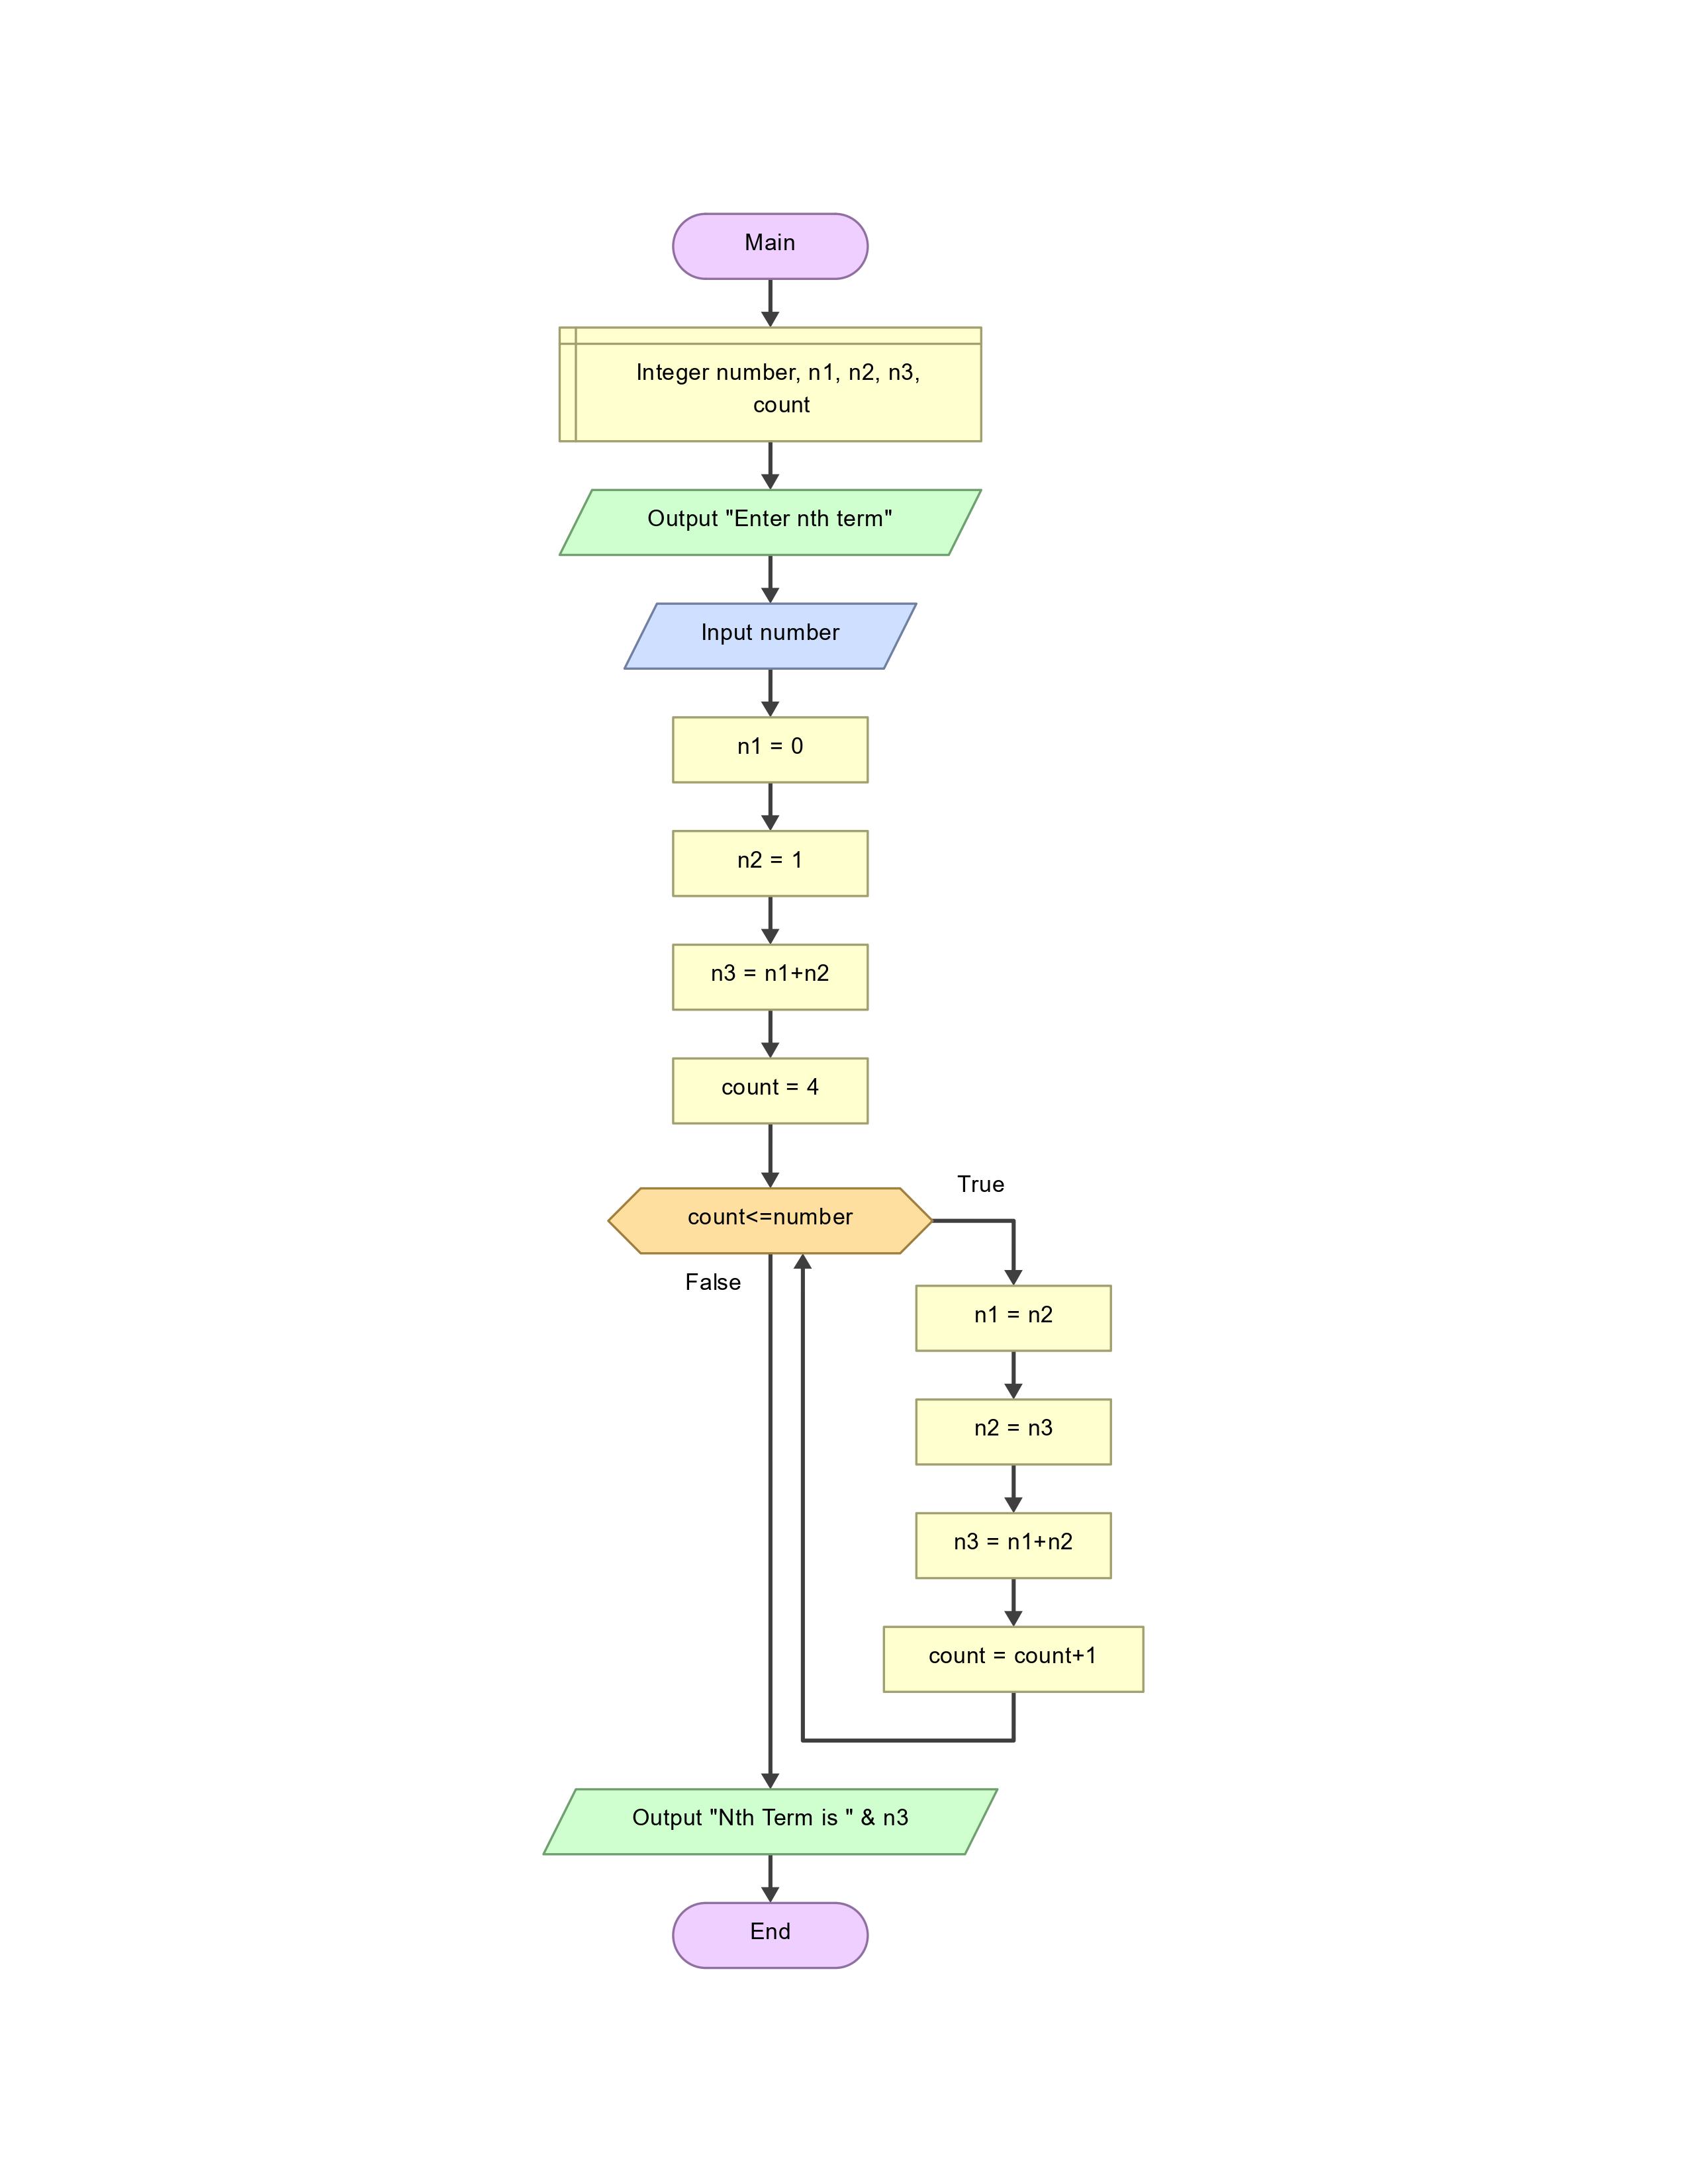 Main
Integer number, n1, n2, n3,
count
Output "Enter nth term"
Input number
n1 = 0
n2 = 1
n3 = n1+n2
count = 4
True
count<=number
False
n1 = n2
n2 = n3
n3 = n1+n2
count = count+1
Output "Nth Term is " & n3
End